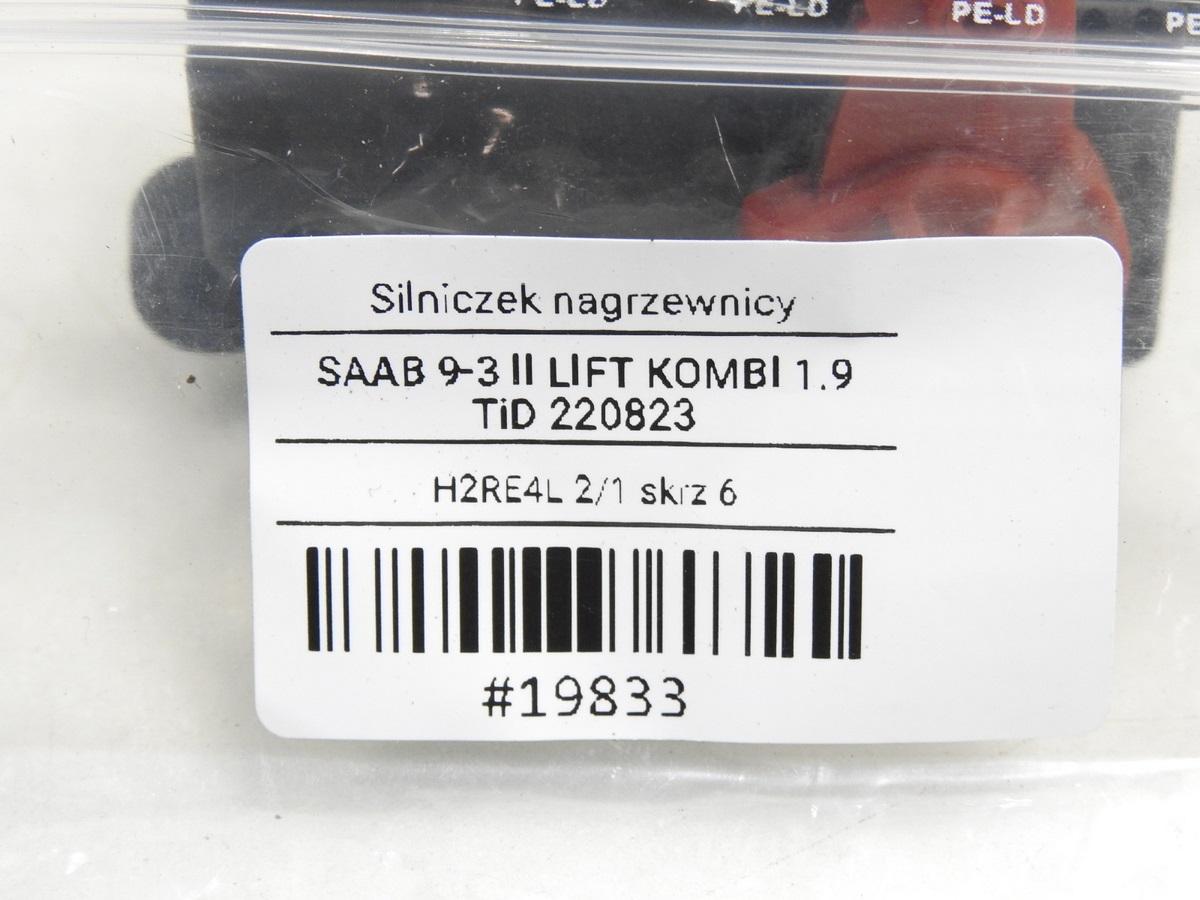 PE-LD PE-LD PE-LD PE
Silniczek nagrzewnicy
SAAB 9-3 II LIFT KOMBI 1.9
TiD 220823
H2RE4L 2/1 skrz 6
#19833